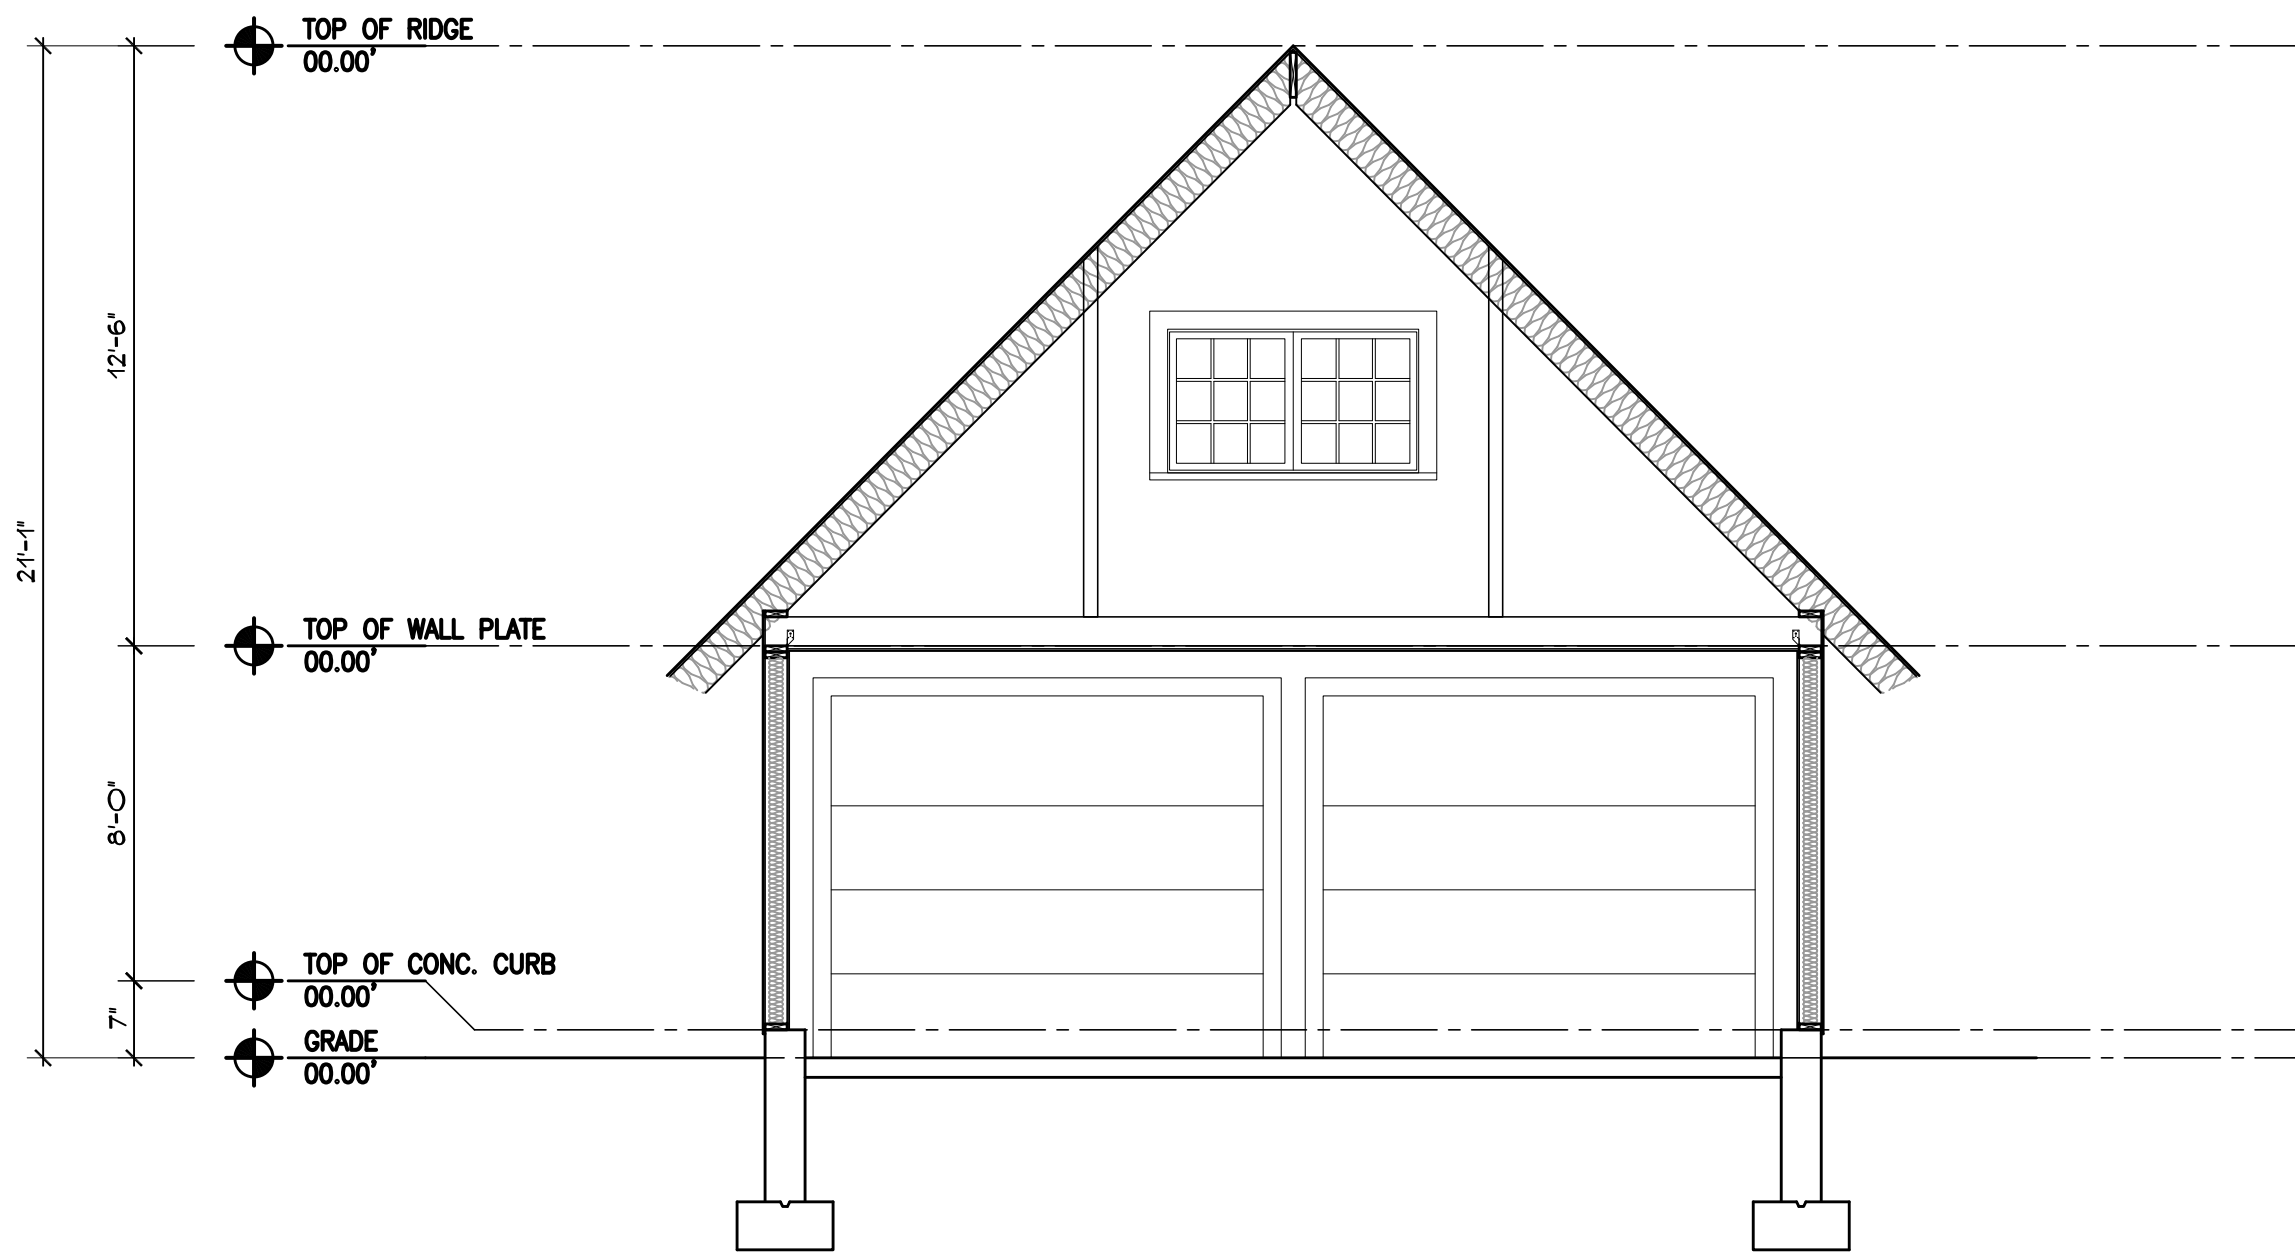 TOP OF RIDGE
00.00'
12'-6"
21'-1"
TOP OF WALL PLATE
00.00'
8'-0"
TOP OF CONC. CURB
00.00'
7"
GRADE
00.00'